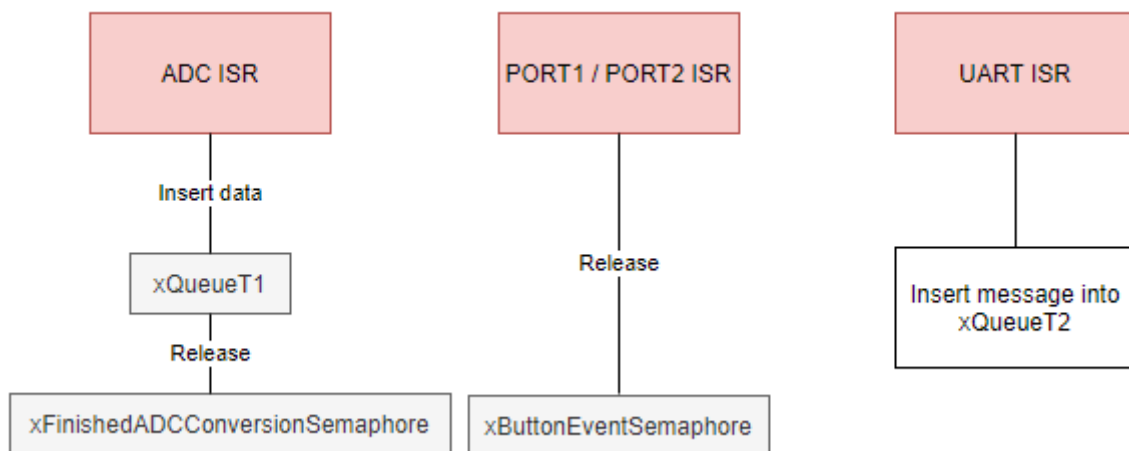 ADC ISR
PORT1 / PORT2 ISR
UART ISR
Insert data
xQueueT1
Release
xFinishedADCConversionSemaphore
Release
xButtonEventSemaphore
Insert message into
xQueueT2